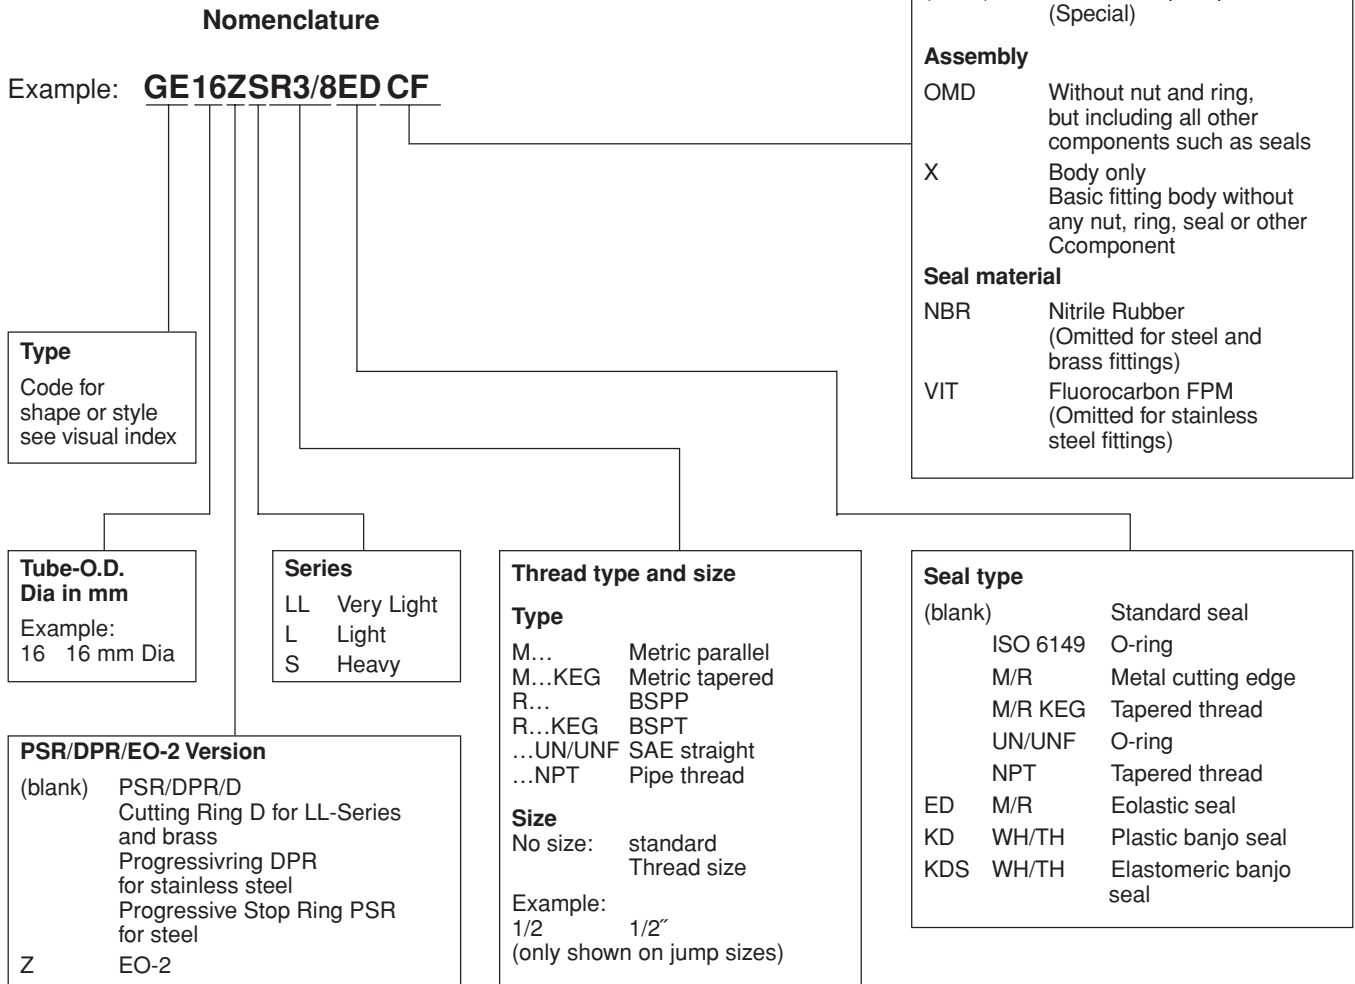 Nomenclature
Example: GE16ZSR3/8ED CF
(Special)
Assembly
OMD Without nut and ring,
but including all other
components such as seals
X Body only
Basic fitting body without
any nut, ring, seal or other
Ccomponent
Seal material
NBR Nitrile Rubber
(Omitted for steel and
brass fittings)
VIT Fluorocarbon FPM
(Omitted for stainless
steel fittings)
Type
Code for
shape or style
see visual index
Tube-O.D.
Dia in mm
Example:
16 16 mm Dia
Series
LL Very Light
L Light
S Heavy
PSR/DPR/EO-2 Version
(blank) PSR/DPR/D
Cutting Ring D for LL-Series
and brass
Progressivring DPR
for stainless steel
Progressive Stop Ring PSR
for steel
Z EO-2
Thread type and size
Type
M… Metric parallel
M…KEG Metric tapered
R… BSPP
R…KEG BSPT
…UN/UNF SAE straight
…NPT Pipe thread
Size
No size: standard
Thread size
Example:
1/2 1/2˝
(only shown on jump sizes)
Seal type
(blank) Standard seal
ISO 6149 O-ring
M/R Metal cutting edge
M/R KEG Tapered thread
UN/UNF O-ring
NPT Tapered thread
ED M/R Eolastic seal
KD WH/TH Plastic banjo seal
KDS WH/TH Elastomeric banjo
seal